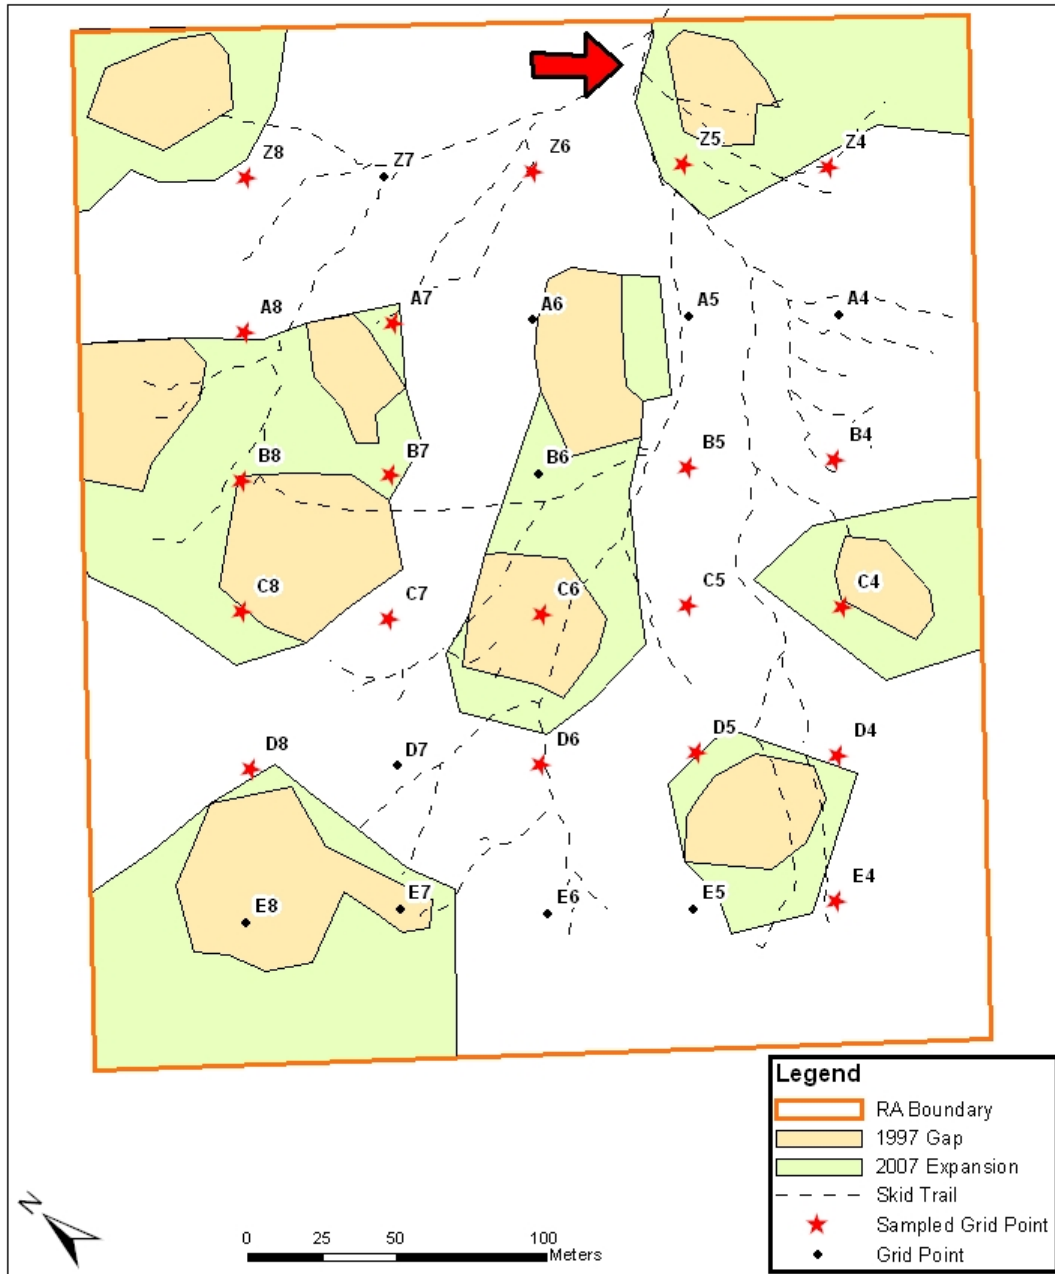 Z8
Z7
Z6
Z5
Z4
A8
A7
A6
A5
A4
B8
B7
B6
B5
B4
C8
C7
C6
C5
C4
D8
D7
D6
D5
D4
E8
E7
E6
E5
E4
Legend
RA Boundary
1997 Gap
2007 Expansion
Skid Trail
Sampled Grid Point
Grid Point
N
0 25 50 100
Meters